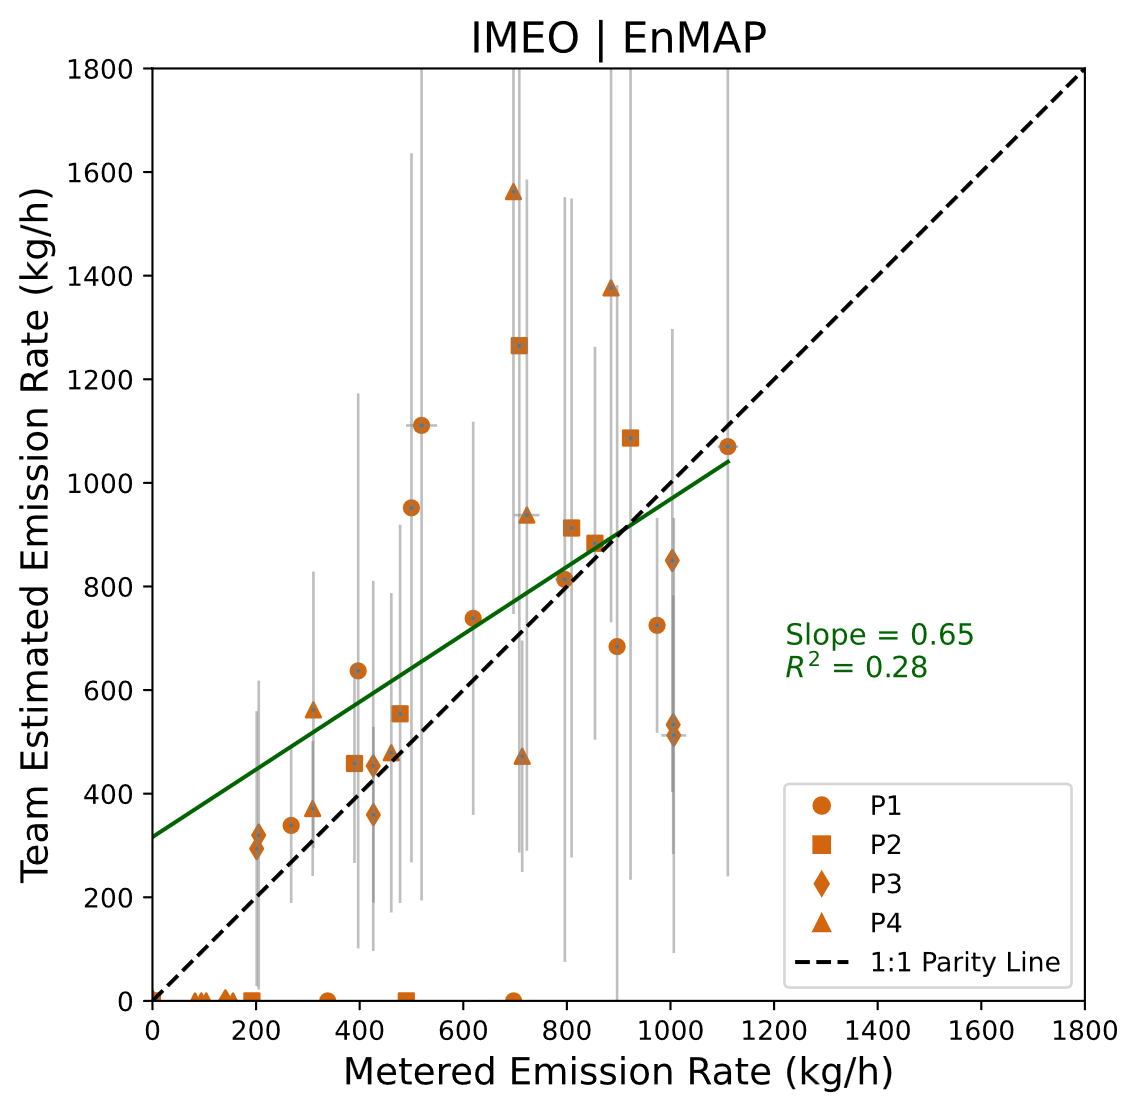 IMEO | EnMAP
1800
1600
1400
1200
1000
800
600
400
200
0
Team Estimated Emission Rate (kg/h)
Slope = 0.65
R² = 0.28
P1
P2
P3
P4
1:1 Parity Line
0 200 400 600 800 1000 1200 1400 1600 1800
Metered Emission Rate (kg/h)